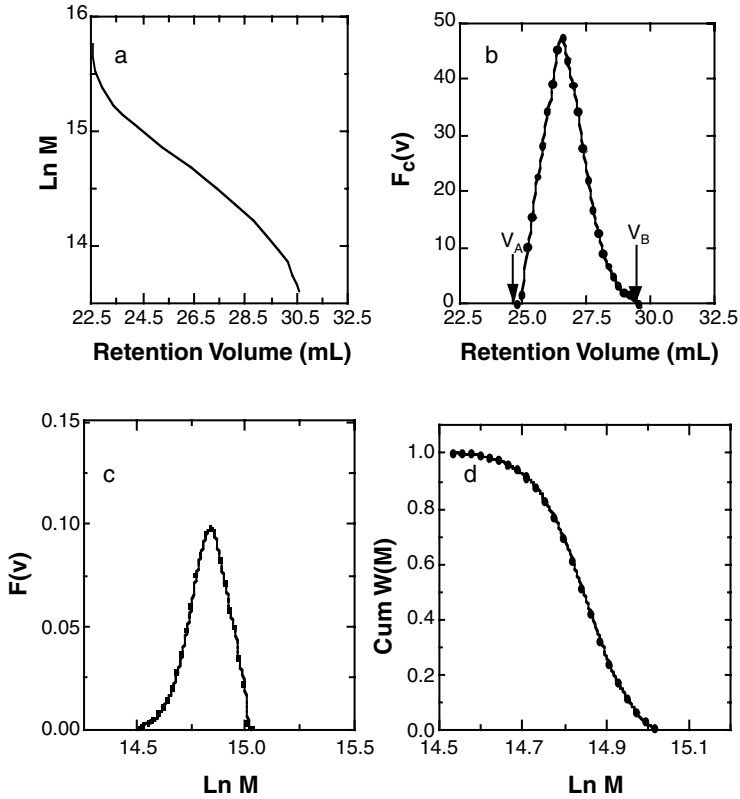 a
16
15
14
Ln M
22.5 24.5 26.5 28.5 30.5 32.5
Retention Volume (mL)
b
50
40
30
20
10
0
Fc(v)
VA
VB
22.5 25.0 27.5 30.0 32.5
Retention Volume (mL)
c
0.15
0.10
0.05
0.00
F(v)
14.5 15.0 15.5
Ln M
d
1.0
0.8
0.6
0.4
0.2
0.0
Cum W(M)
14.5 14.7 14.9 15.1
Ln M